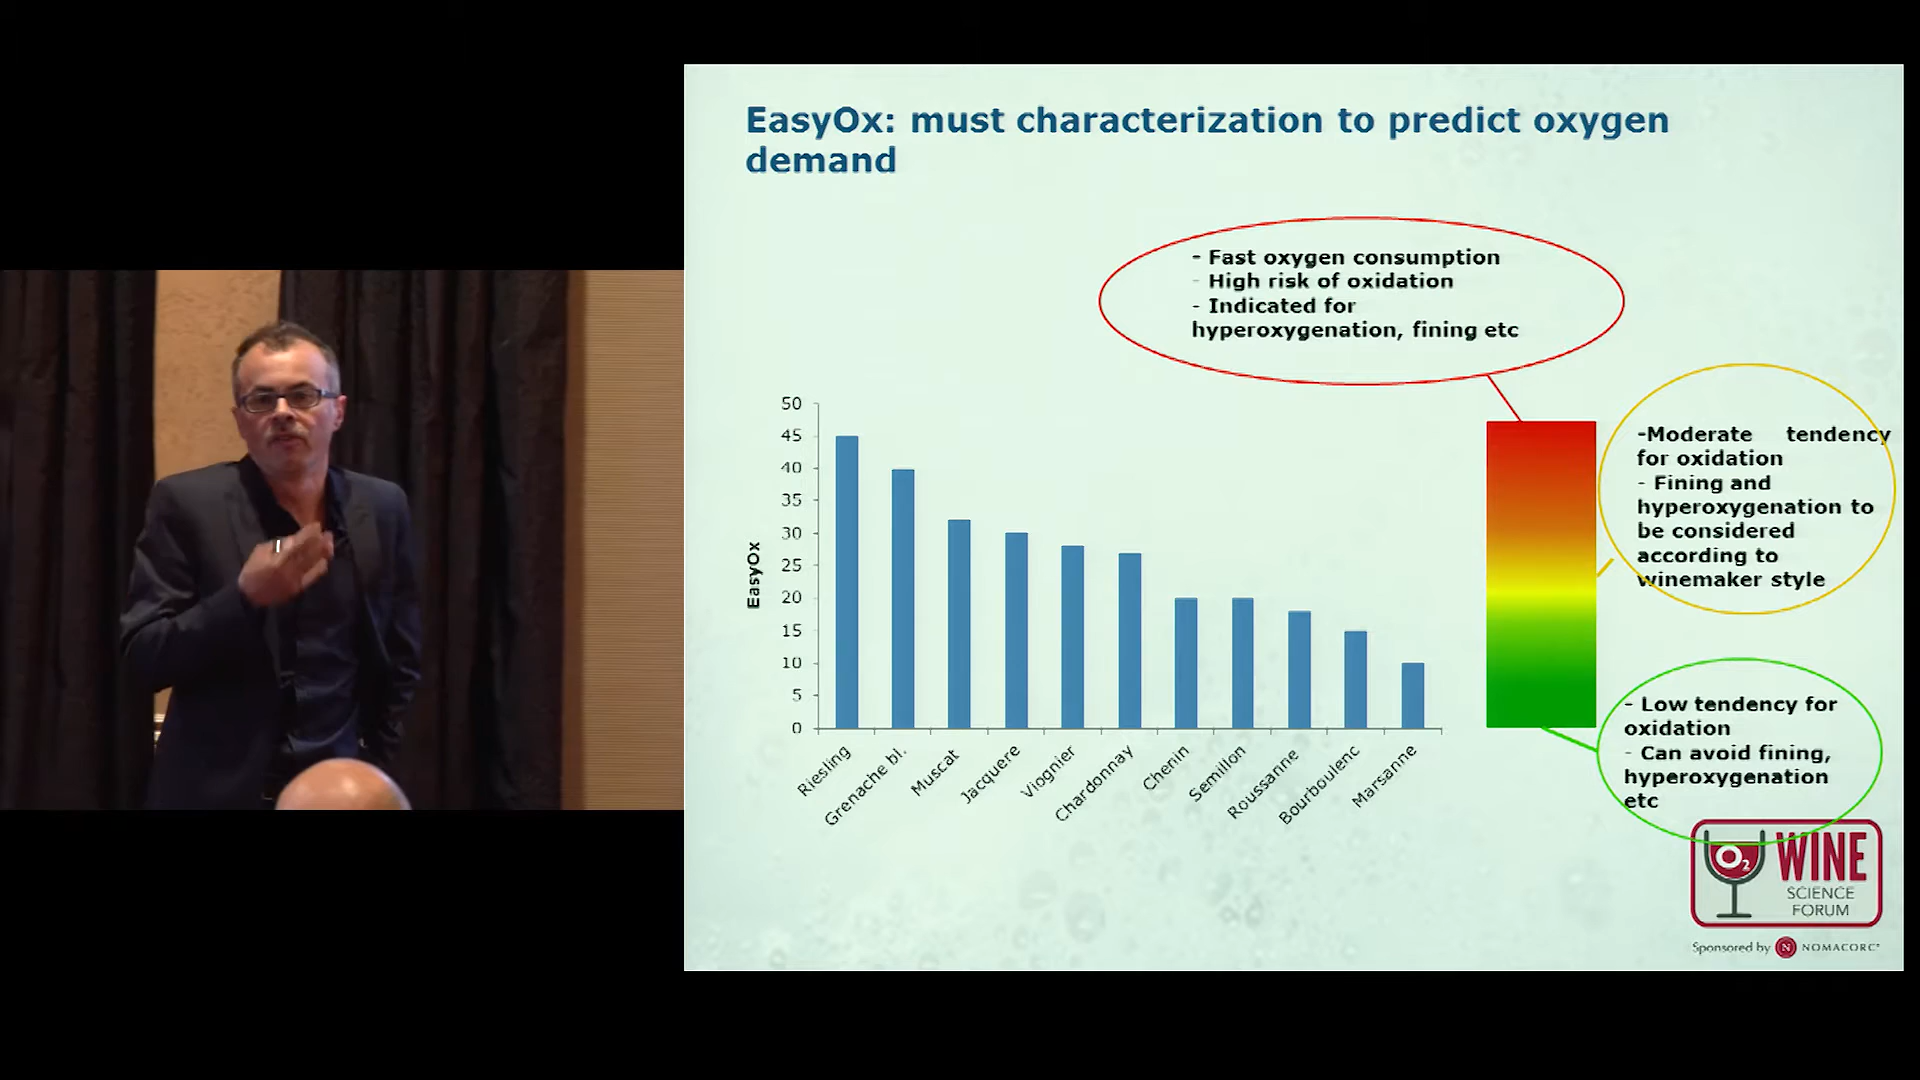 EasyOx: must characterization to predict oxygen
demand
- Fast oxygen consumption
- High risk of oxidation
- Indicated for
hyperoxygenation, fining etc
-Moderate tendency
for oxidation
- Fining and
hyperoxygenation to
be considered
according to
winemaker style
- Low tendency for
oxidation
- Can avoid fining,
hyperoxygenation
etc
EasyOx
50
45
40
35
30
25
20
15
10
5
0
Riesling
Grenache bl.
Muscat
Jacquere
Viognier
Chardonnay
Chenin
Semillon
Roussanne
Bourboulenc
Marsanne
O2 WINE
SCIENCE
FORUM
Sponsored by N NOMACORC